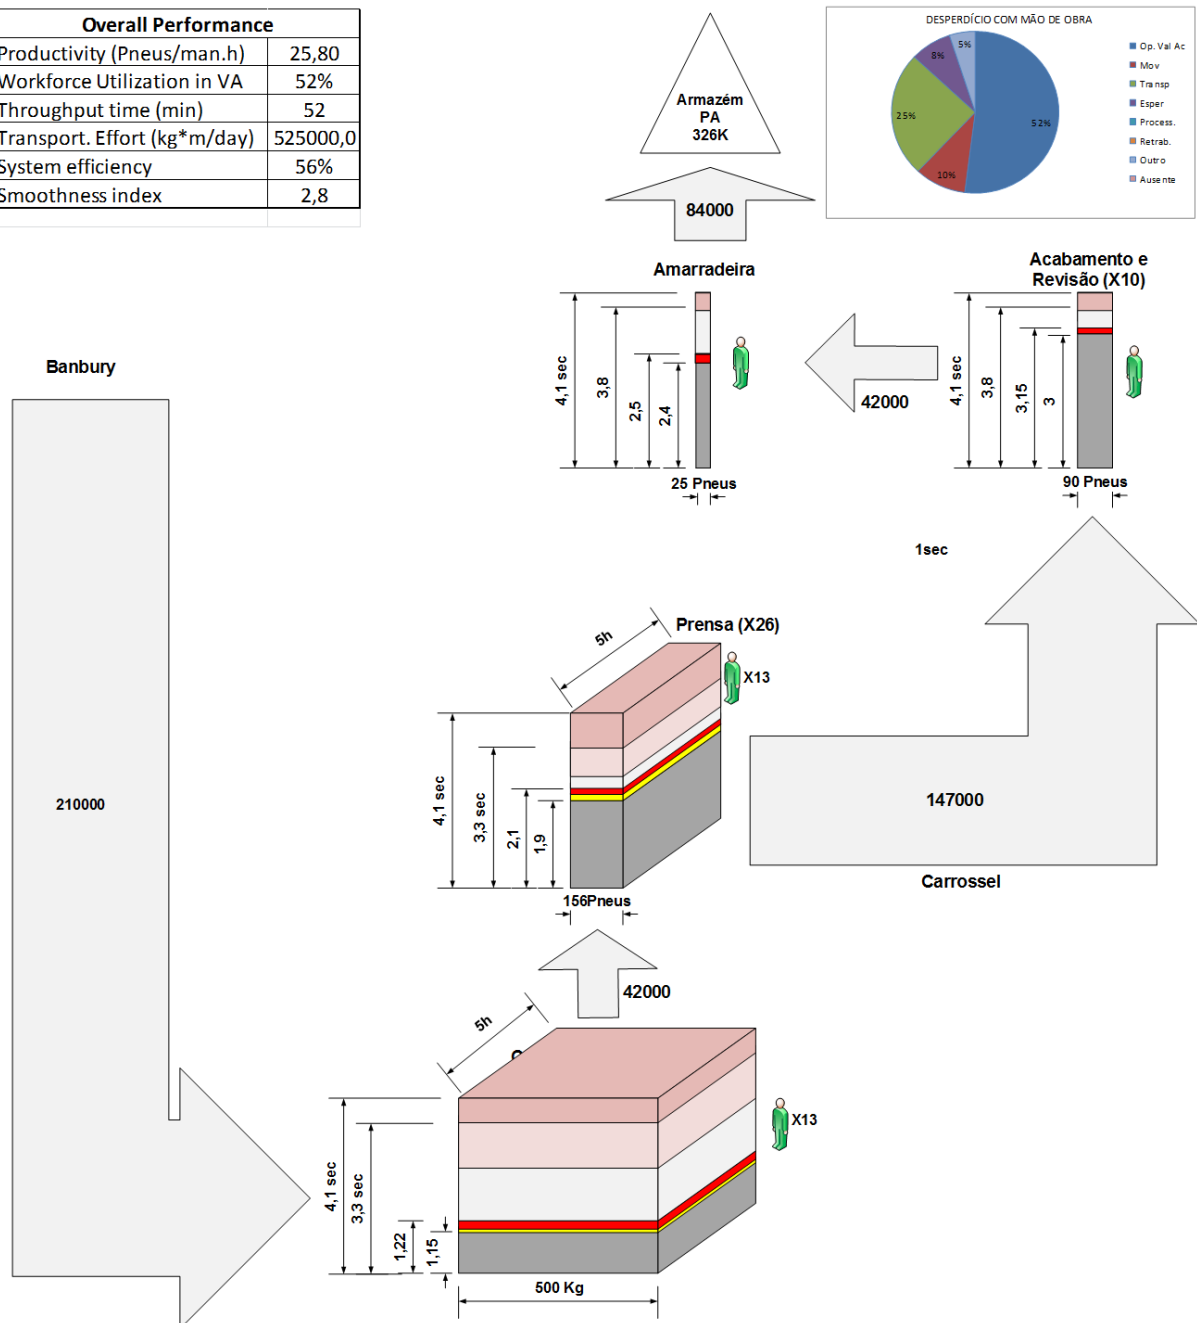 Overall Performance
Productivity (Pneus/man.h) 25,80
Workforce Utilization in VA 52%
Throughput time (min) 52
Transport. Effort (kg*m/day) 525000,0
System efficiency 56%
Smoothness index 2,8
Armazém
PA
326K
84000
DESPERDÍCIO COM MÃO DE OBRA
5%
8%
25%
52%
10%
Op. Val Ac
Mov
Transp
Esper
Process.
Retrab.
Outro
Ausente
Amarradeira
4,1 sec
3,8
2,5
2,4
25 Pneus
42000
Acabamento e
Revisão (X10)
4,1 sec
3,8
3,15
3
90 Pneus
Banbury
210000
1sec
Prensa (X26)
5h
X13
4,1 sec
3,3 sec
2,1
1,9
156Pneus
147000
Carrossel
42000
5h
X13
4,1 sec
3,3 sec
1,22
1,15
500 Kg